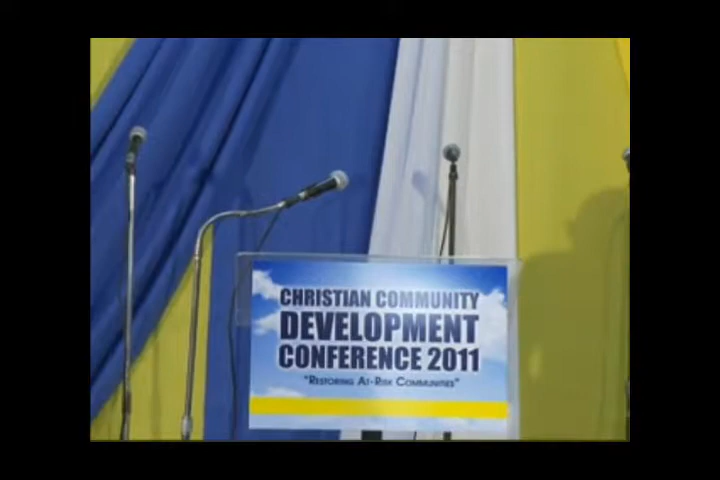 CHRISTIAN COMMUNITY
DEVELOPMENT
CONFERENCE 2011
"RESTORING AT-RISK COMMUNITIES"